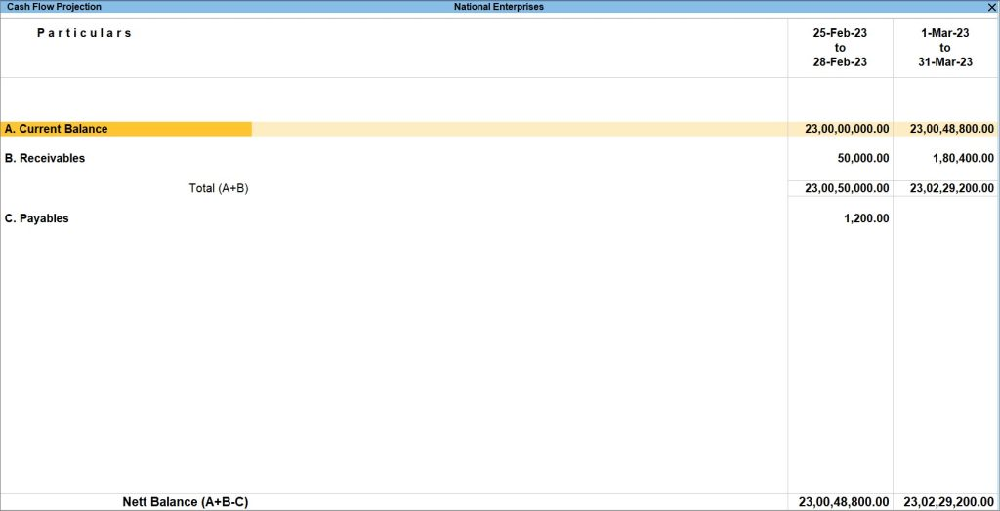 Cash Flow Projection National Enterprises ✕
Particulars 25-Feb-23 1-Mar-23
to to
28-Feb-23 31-Mar-23
A. Current Balance 23,00,00,000.00 23,00,48,800.00
B. Receivables 50,000.00 1,80,400.00
Total (A+B) 23,00,50,000.00 23,02,29,200.00
C. Payables 1,200.00
Nett Balance (A+B-C) 23,00,48,800.00 23,02,29,200.00